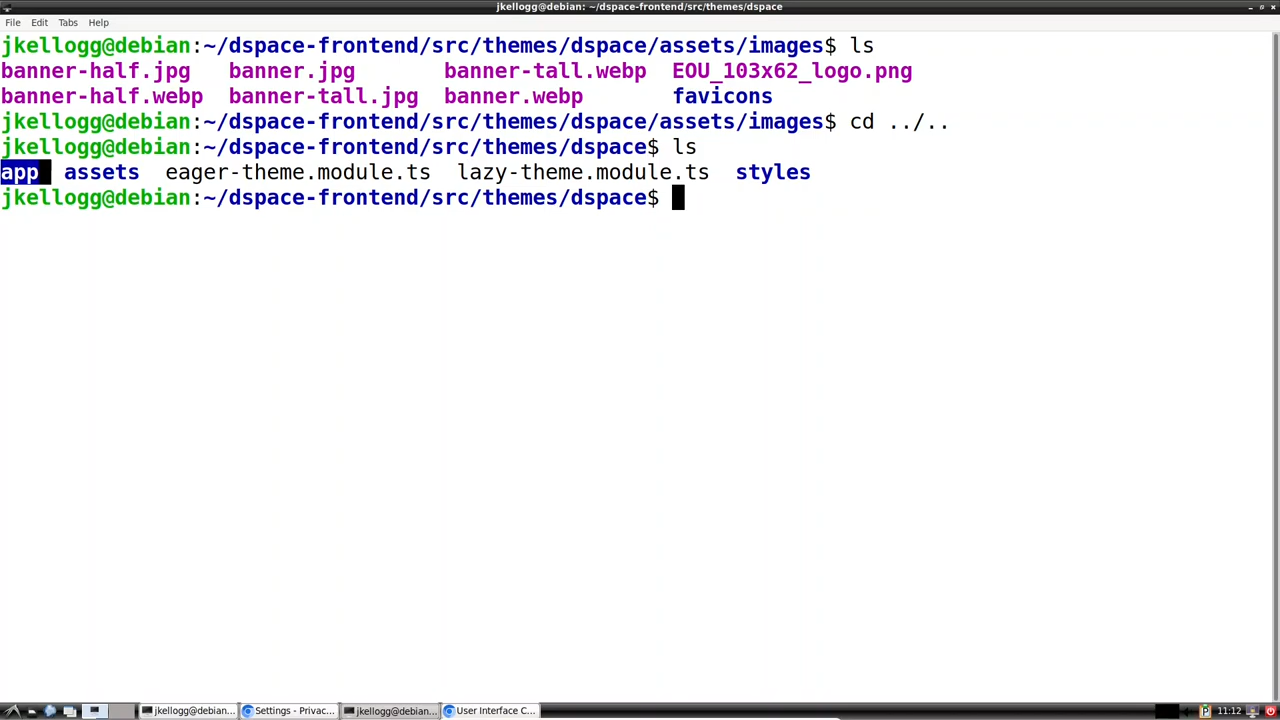 jkellogg@debian: ~/dspace-frontend/src/themes/dspace
File Edit Tabs Help
jkellogg@debian:~/dspace-frontend/src/themes/dspace/assets/images$ ls
banner-half.jpg banner.jpg banner-tall.webp EOU_103x62_logo.png
banner-half.webp banner-tall.jpg banner.webp favicons
jkellogg@debian:~/dspace-frontend/src/themes/dspace/assets/images$ cd ../..
jkellogg@debian:~/dspace-frontend/src/themes/dspace$ ls
app assets eager-theme.module.ts lazy-theme.module.ts styles
jkellogg@debian:~/dspace-frontend/src/themes/dspace$
jkellogg@debian... Settings - Privac... jkellogg@debian... User Interface C... 11:12